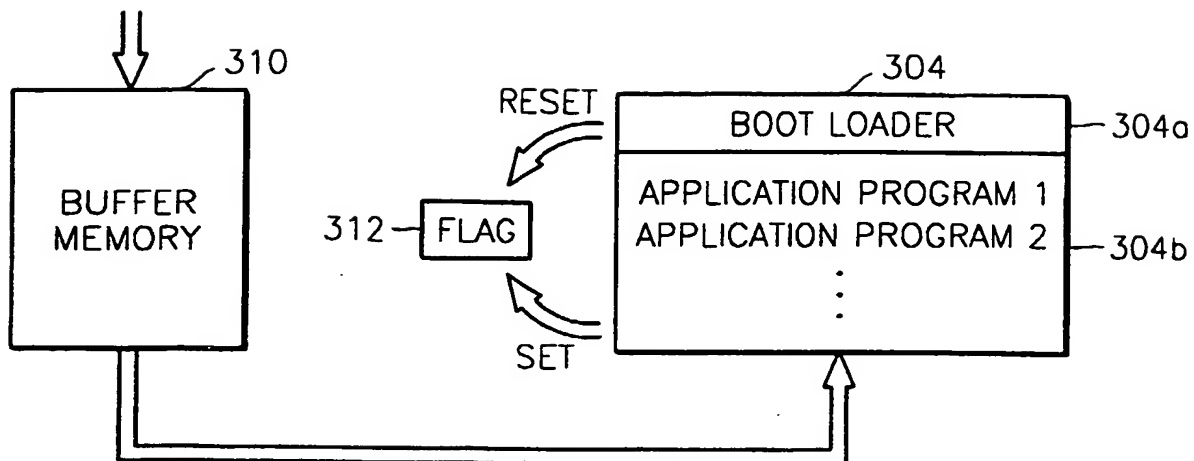 310
BUFFER
MEMORY
RESET
312
FLAG
SET
304
BOOT LOADER
304a
APPLICATION PROGRAM 1
APPLICATION PROGRAM 2
304b